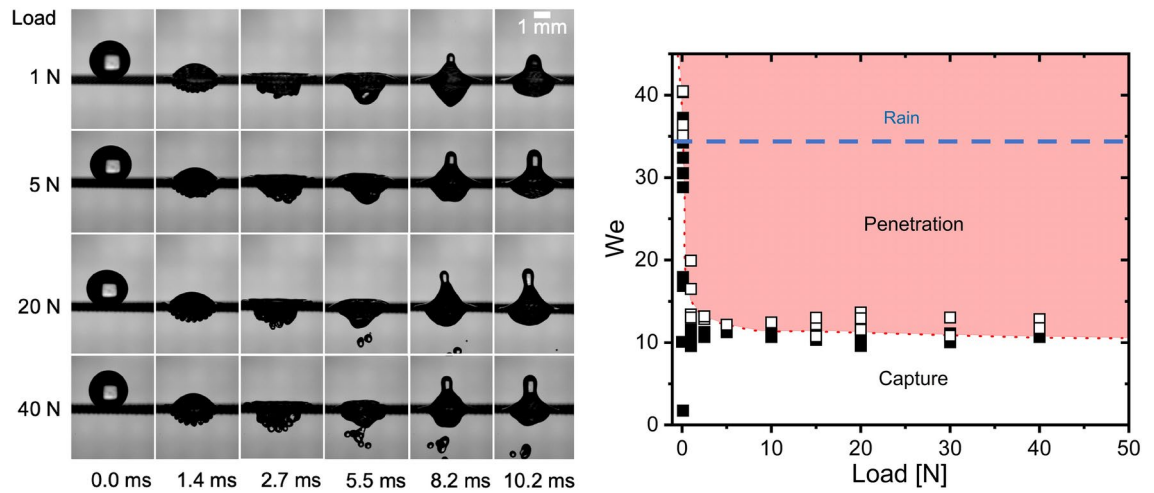 Load
1 mm
1 N
5 N
20 N
40 N
0.0 ms 1.4 ms 2.7 ms 5.5 ms 8.2 ms 10.2 ms
We
40
30
20
10
0
Rain
Penetration
Capture
0 10 20 30 40 50
Load [N]